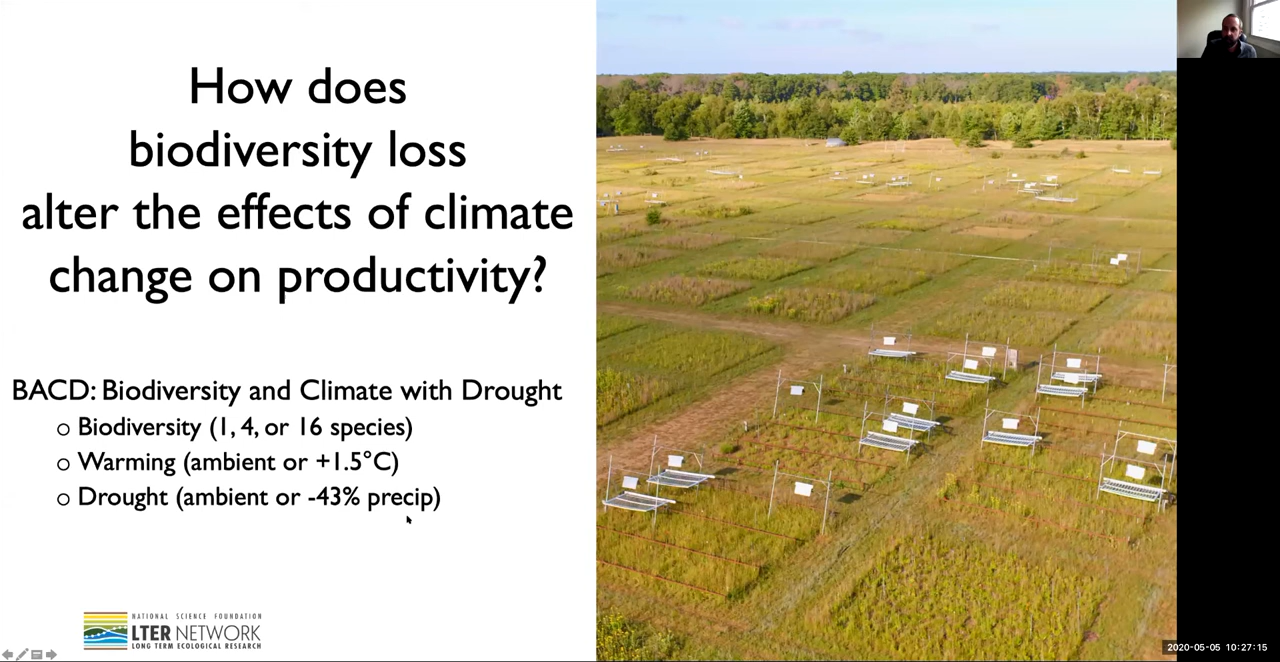 How does
biodiversity loss
alter the effects of climate
change on productivity?
BACD: Biodiversity and Climate with Drought
o Biodiversity (1, 4, or 16 species)
o Warming (ambient or +1.5°C)
o Drought (ambient or -43% precip)
NATIONAL SCIENCE FOUNDATION
LTER NETWORK
LONG TERM ECOLOGICAL RESEARCH
2020-05-05 10:27:15